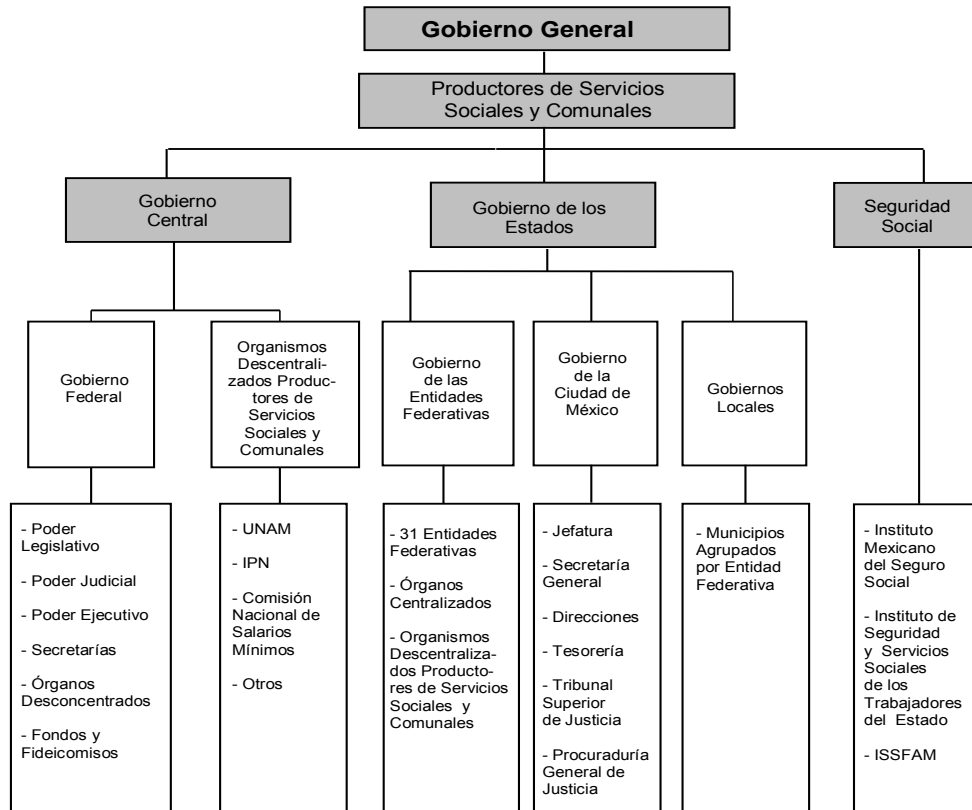 Gobierno General
Productores de Servicios
Sociales y Comunales
Gobierno
Central
Gobierno de los
Estados
Seguridad
Social
Gobierno
Federal
Organismos
Descentrali-
zados Produc-
tores de
Servicios
Sociales y
Comunales
Gobierno
de las
Entidades
Federativas
Gobierno
de la
Ciudad de
México
Gobiernos
Locales
- Poder
Legislativo
- Poder Judicial
- Poder Ejecutivo
- Secretarías
- Órganos
Desconcentrados
- Fondos y
Fideicomisos
- UNAM
- IPN
- Comisión
Nacional de
Salarios
Mínimos
- Otros
- 31 Entidades
Federativas
- Órganos
Centralizados
- Organismos
Descentraliza-
dos Producto-
res de Servicios
Sociales y
Comunales
- Jefatura
- Secretaría
General
- Direcciones
- Tesorería
- Tribunal
Superior
de Justicia
- Procuraduría
General de
Justicia
- Municipios
Agrupados
por Entidad
Federativa
- Instituto
Mexicano
del Seguro
Social
- Instituto de
Seguridad
y Servicios
Sociales
de los
Trabajadores
del Estado
- ISSFAM